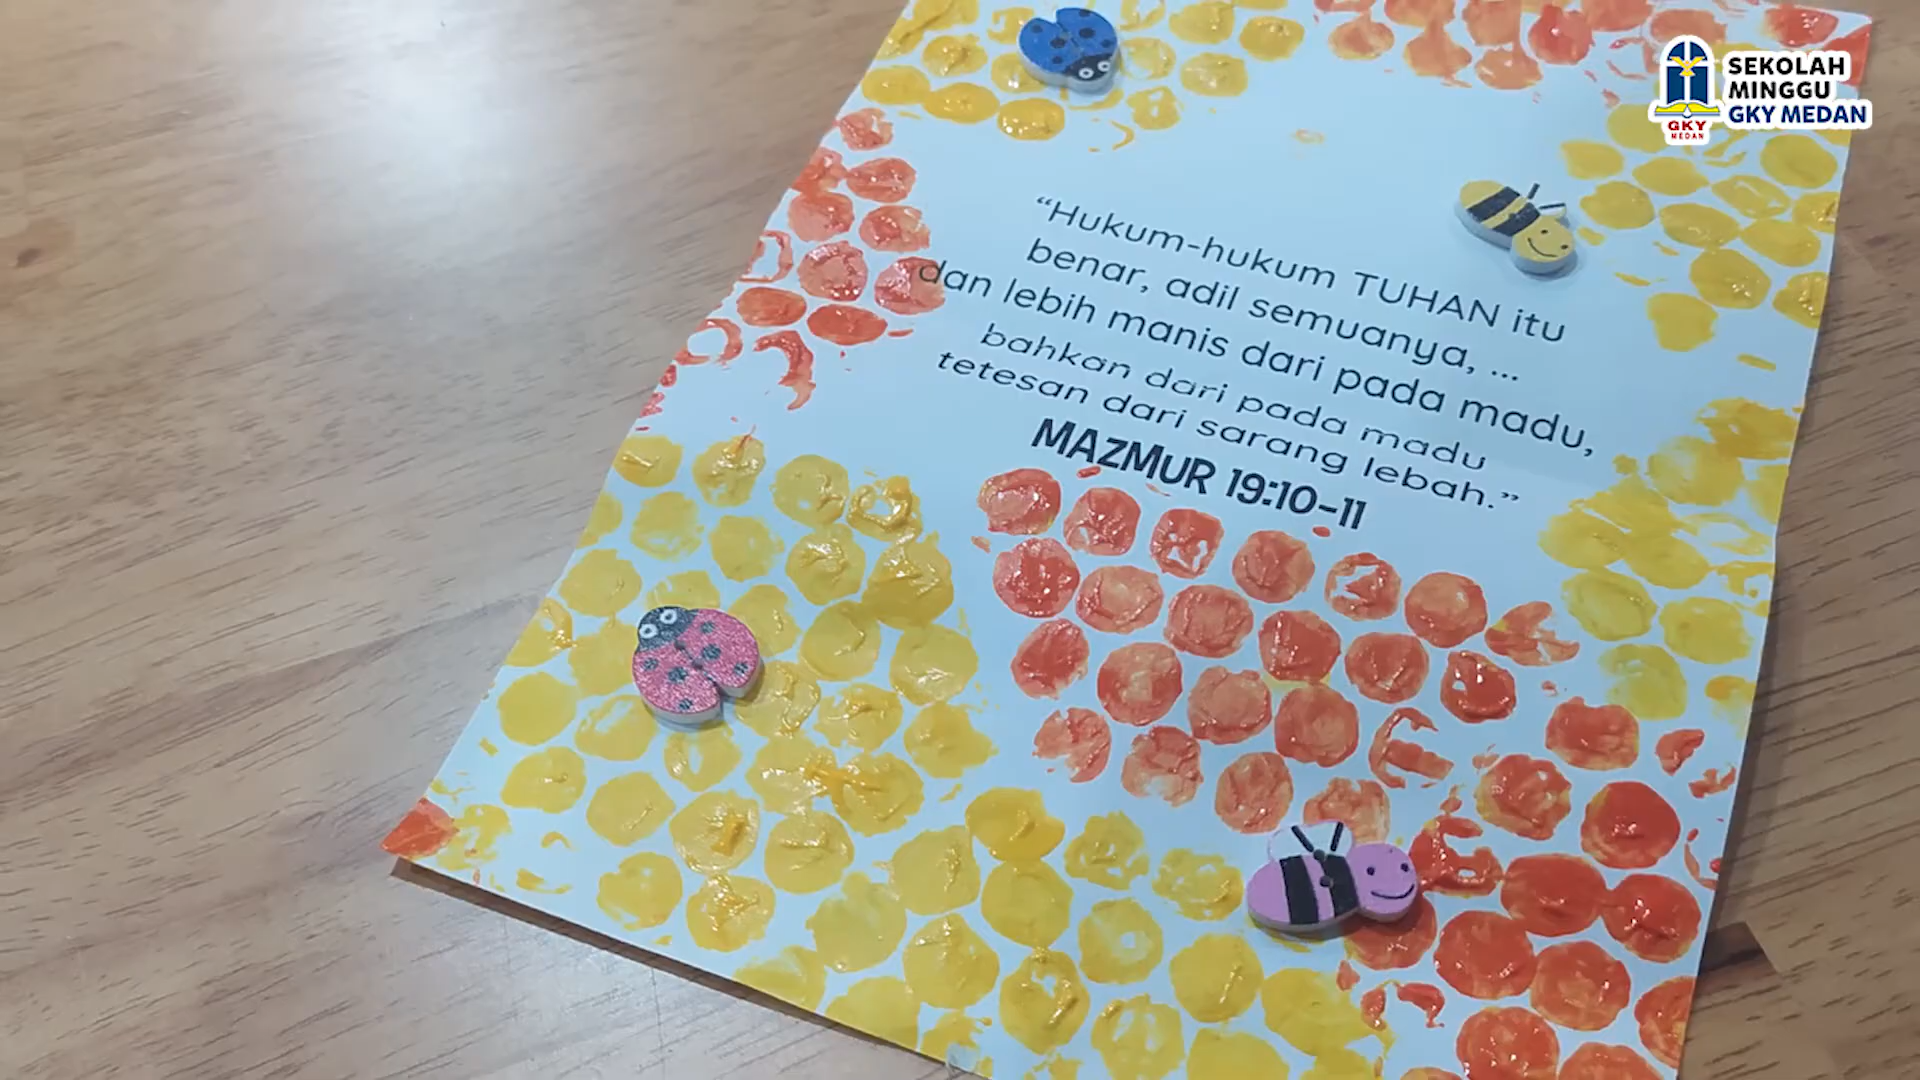 SEKOLAH
MINGGU
GKY MEDAN
GKY
MEDAN
“Hukum-hukum TUHAN itu
benar, adil semuanya, ...
dan lebih manis dari pada madu,
bahkan dari pada madu
tetesan dari sarang lebah.”
MAZMUR 19:10-11